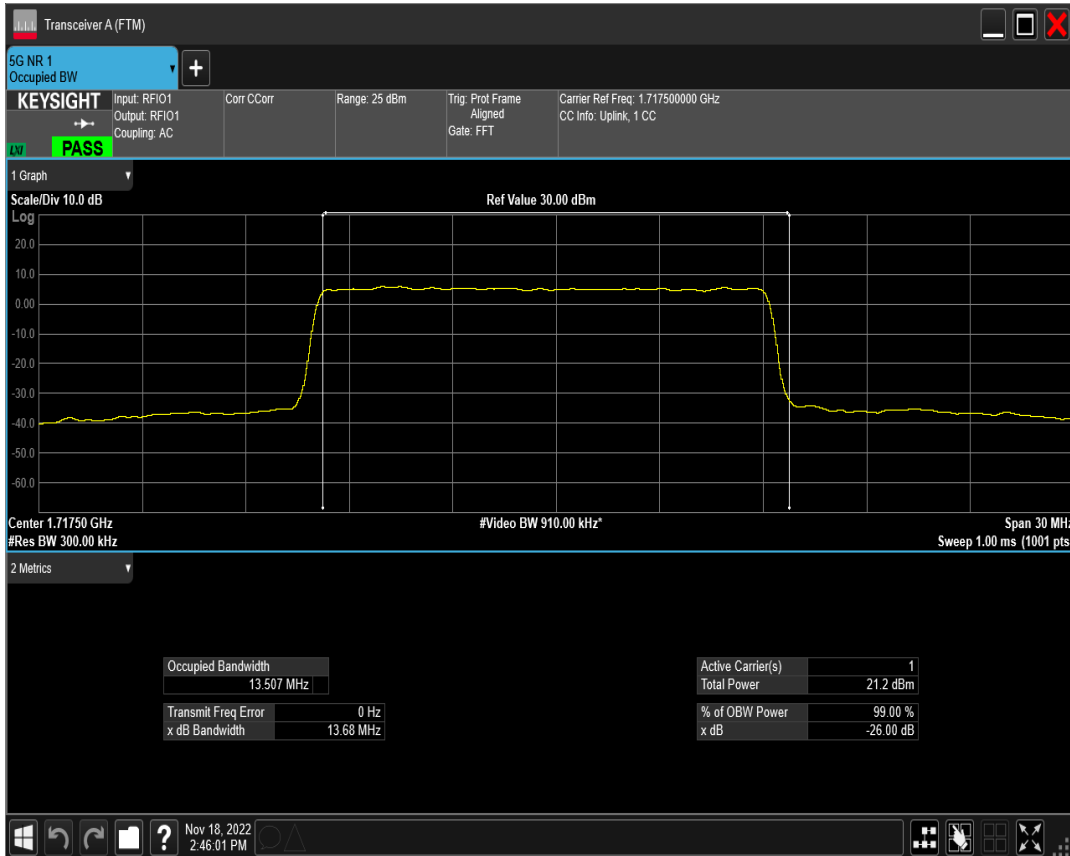 Transceiver A (FTM)
5G NR 1
Occupied BW
+
KEYSIGHT
Input: RFIO1
Output: RFIO1
Coupling: AC
Corr CCorr
Range: 25 dBm
Trig: Prot Frame
Aligned
Gate: FFT
Carrier Ref Freq: 1.717500000 GHz
CC Info: Uplink, 1 CC
LXI
PASS
1 Graph
Scale/Div 10.0 dB
Ref Value 30.00 dBm
Log
20.0
10.0
0.00
-10.0
-20.0
-30.0
-40.0
-50.0
-60.0
Center 1.71750 GHz
#Video BW 910.00 kHz*
Span 30 MHz
#Res BW 300.00 kHz
Sweep 1.00 ms (1001 pts
2 Metrics
Occupied Bandwidth
13.507 MHz
Transmit Freq Error 0 Hz
x dB Bandwidth 13.68 MHz
Active Carrier(s) 1
Total Power 21.2 dBm
% of OBW Power 99.00 %
x dB -26.00 dB
?
Nov 18, 2022
2:46:01 PM